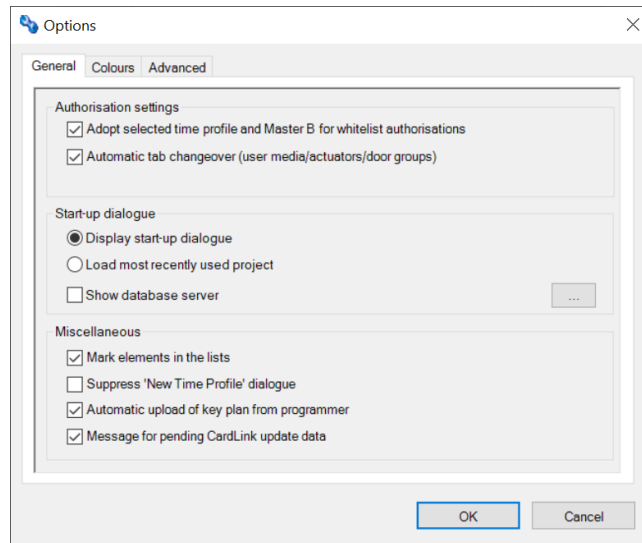 Options
General
Colours
Advanced
Authorisation settings
Adopt selected time profile and Master B for whitelist authorisations
Automatic tab changeover (user media/actuators/door groups)
Start-up dialogue
Display start-up dialogue
Load most recently used project
Show database server
...
Miscellaneous
Mark elements in the lists
Suppress 'New Time Profile' dialogue
Automatic upload of key plan from programmer
Message for pending CardLink update data
OK
Cancel